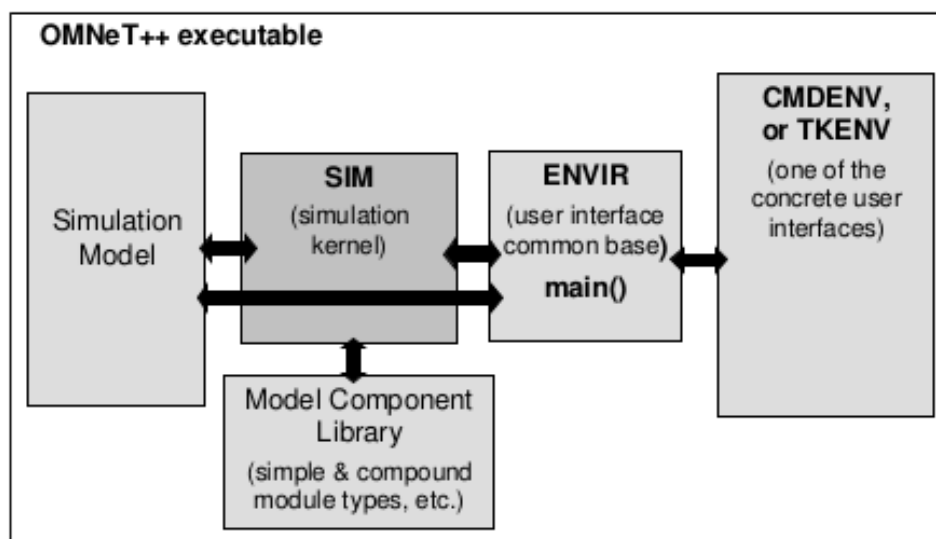 OMNeT++ executable
Simulation
Model
SIM
(simulation
kernel)
ENVIR
(user interface
common base)
main()
CMDENV,
or TKENV
(one of the
concrete user
interfaces)
Model Component
Library
(simple & compound
module types, etc.)